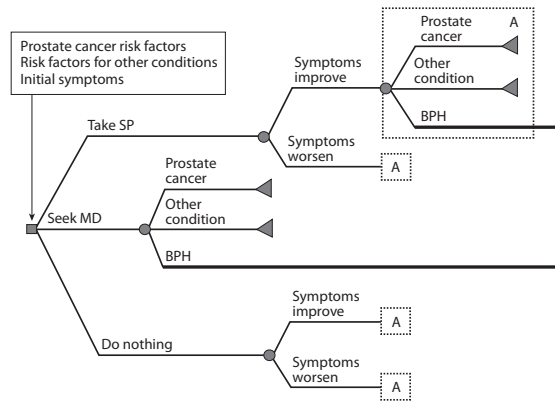 Prostate cancer risk factors
Risk factors for other conditions
Initial symptoms
Prostate
cancer
A
Other
condition
BPH
Symptoms
improve
Take SP
Symptoms
worsen
A
Prostate
cancer
Other
condition
Seek MD
BPH
Symptoms
improve
A
Do nothing
Symptoms
worsen
A